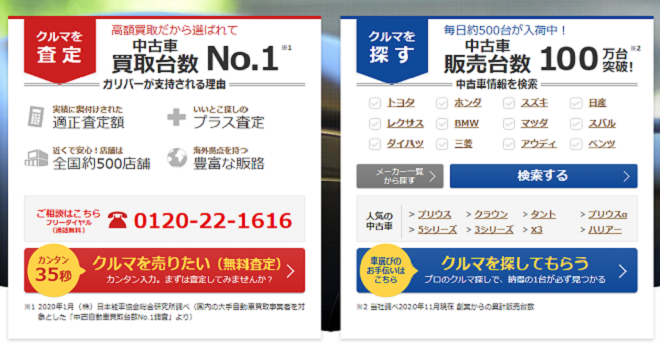 クルマを
査定
高額買取だから選ばれて
中古車
買取台数 No.1 ※1
ガリバーが支持される理由
実績に裏付けされた
適正査定額
いいとこ探しの
プラス査定
近くで安心！店舗は
全国約500店舗
海外拠点を持つ
豊富な販路
ご相談はこちら
フリーダイヤル
（通話無料）
0120-22-1616
カンタン
35秒
クルマを売りたい（無料査定）
カンタン入力。まずは査定してみませんか？
※1 2020年1月（株）日本能率協会総合研究所調べ（国内の大手自動車買取車業者を対
象とした「中古自動車買取台数No.1調査」より）
クルマを
探す
毎日約500台が入荷中！
中古車
販売台数 100 万台
突破！ ※2
中古車情報を検索
トヨタ ホンダ スズキ 日産
レクサス BMW マツダ スバル
ダイハツ 三菱 アウディ ベンツ
メーカー一覧
から探す
検索する
人気の
中古車
> プリウス > クラウン > タント > プリウスα
> 5シリーズ > 3シリーズ > X3 > ハリアー
車選びの
お手伝いは
こちら
クルマを探してもらう
プロのクルマ探しで、納得の1台が必ず見つかる
※2 当社調べ2020年11月現在 創業からの累計販売台数